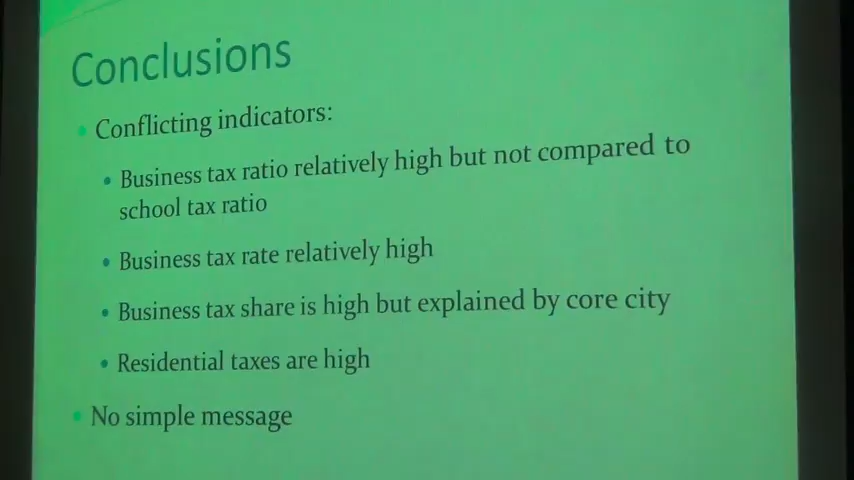 Conclusions
• Conflicting indicators:
• Business tax ratio relatively high but not compared to
school tax ratio
• Business tax rate relatively high
• Business tax share is high but explained by core city
• Residential taxes are high
• No simple message